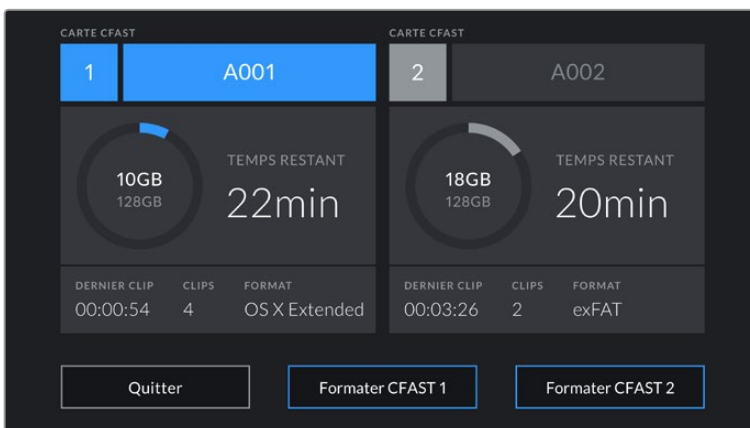 CARTE CFAST
1
A001
10GB
128GB
TEMPS RESTANT
22min
DERNIER CLIP
CLIPS
FORMAT
00:00:54
4
OS X Extended
CARTE CFAST
2
A002
18GB
128GB
TEMPS RESTANT
20min
DERNIER CLIP
CLIPS
FORMAT
00:03:26
2
exFAT
Quitter
Formater CFAST 1
Formater CFAST 2